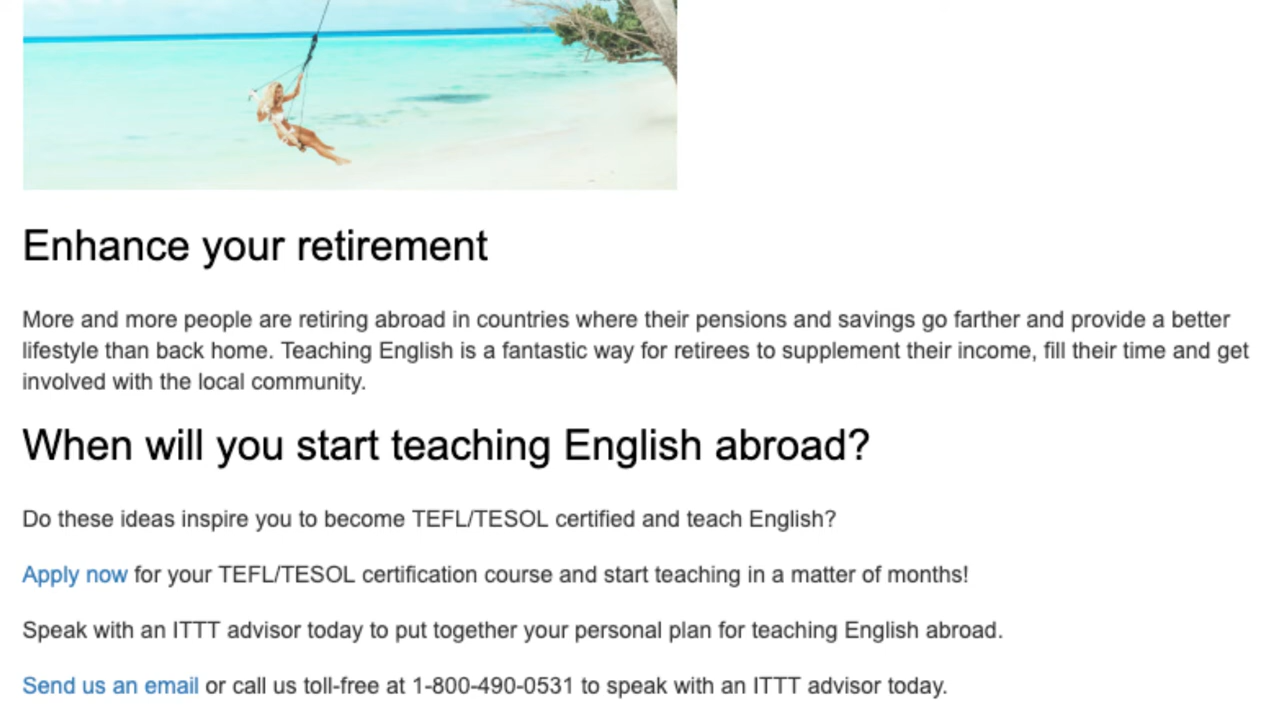 Enhance your retirement
More and more people are retiring abroad in countries where their pensions and savings go farther and provide a better
lifestyle than back home. Teaching English is a fantastic way for retirees to supplement their income, fill their time and get
involved with the local community.
When will you start teaching English abroad?
Do these ideas inspire you to become TEFL/TESOL certified and teach English?
Apply now for your TEFL/TESOL certification course and start teaching in a matter of months!
Speak with an ITTT advisor today to put together your personal plan for teaching English abroad.
Send us an email or call us toll-free at 1-800-490-0531 to speak with an ITTT advisor today.